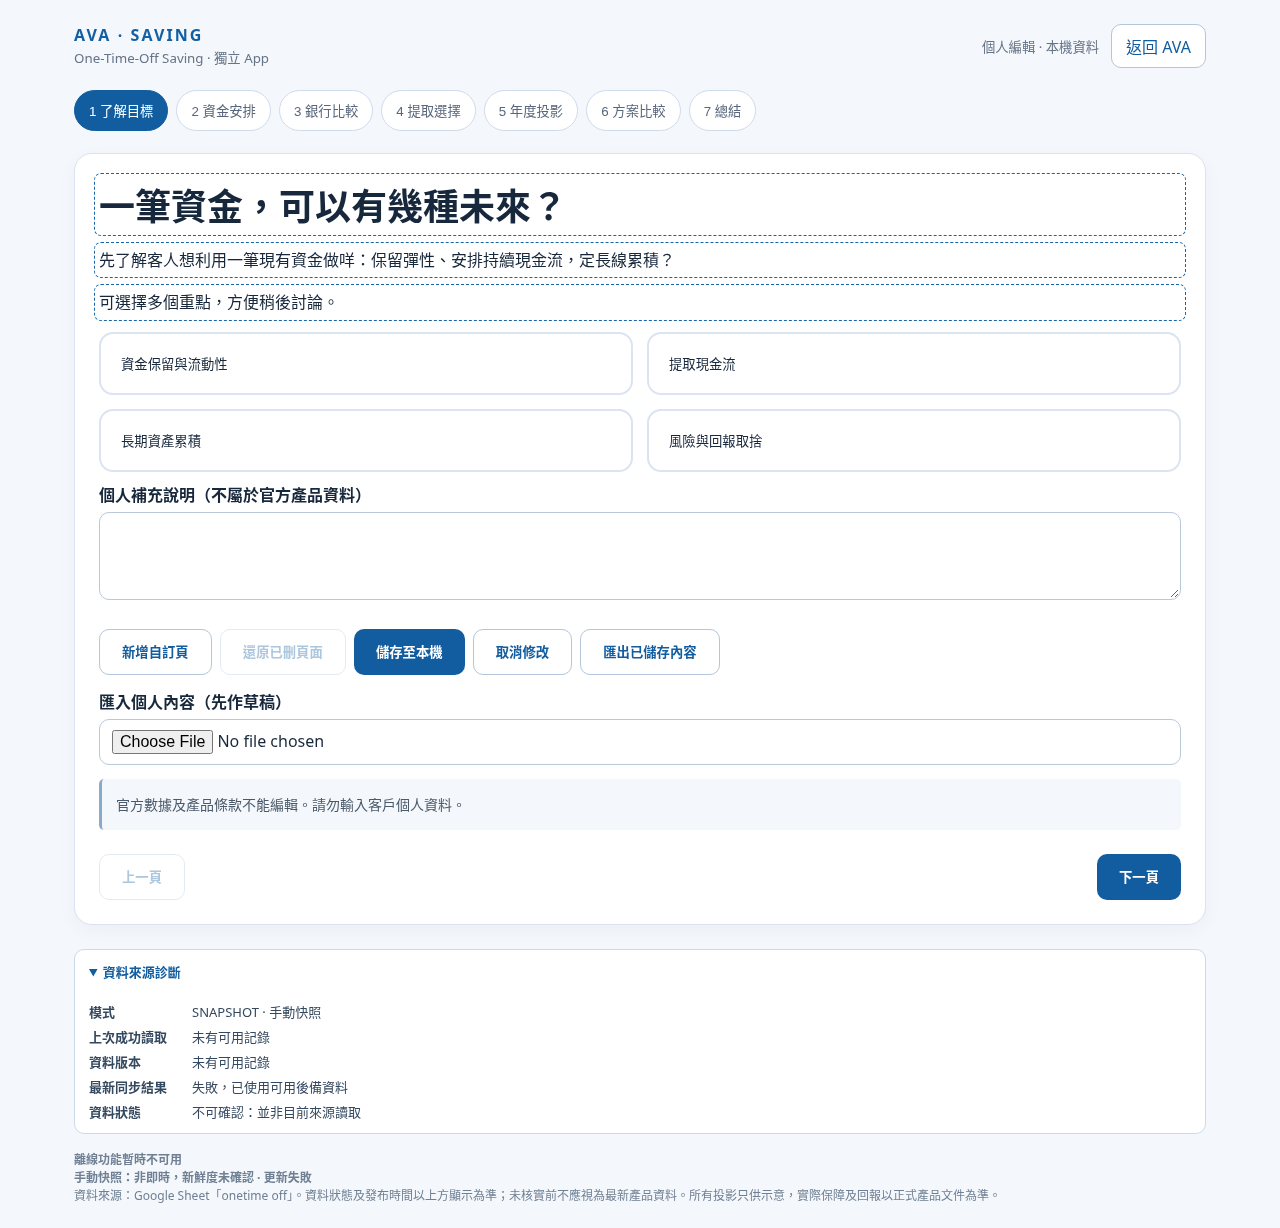 AVA · SAVING
One-Time-Off Saving · 獨立 App
個人編輯 · 本機資料
返回 AVA
1 了解目標
2 資金安排
3 銀行比較
4 提取選擇
5 年度投影
6 方案比較
7 總結
一筆資金，可以有幾種未來？
先了解客人想利用一筆現有資金做咩：保留彈性、安排持續現金流，定長線累積？
可選擇多個重點，方便稍後討論。
資金保留與流動性
提取現金流
長期資產累積
風險與回報取捨
個人補充說明（不屬於官方產品資料）
新增自訂頁
還原已刪頁面
儲存至本機
取消修改
匯出已儲存內容
匯入個人內容（先作草稿）
Choose File No file chosen
官方數據及產品條款不能編輯。請勿輸入客戶個人資料。
上一頁
下一頁
▼ 資料來源診斷
模式 SNAPSHOT · 手動快照
上次成功讀取 未有可用記錄
資料版本 未有可用記錄
最新同步結果 失敗，已使用可用後備資料
資料狀態 不可確認：並非目前來源讀取
離線功能暫時不可用
手動快照：非即時，新鮮度未確認 · 更新失敗
資料來源：Google Sheet「onetime off」。資料狀態及發布時間以上方顯示為準；未核實前不應視為最新產品資料。所有投影只供示意，實際保障及回報以正式產品文件為準。